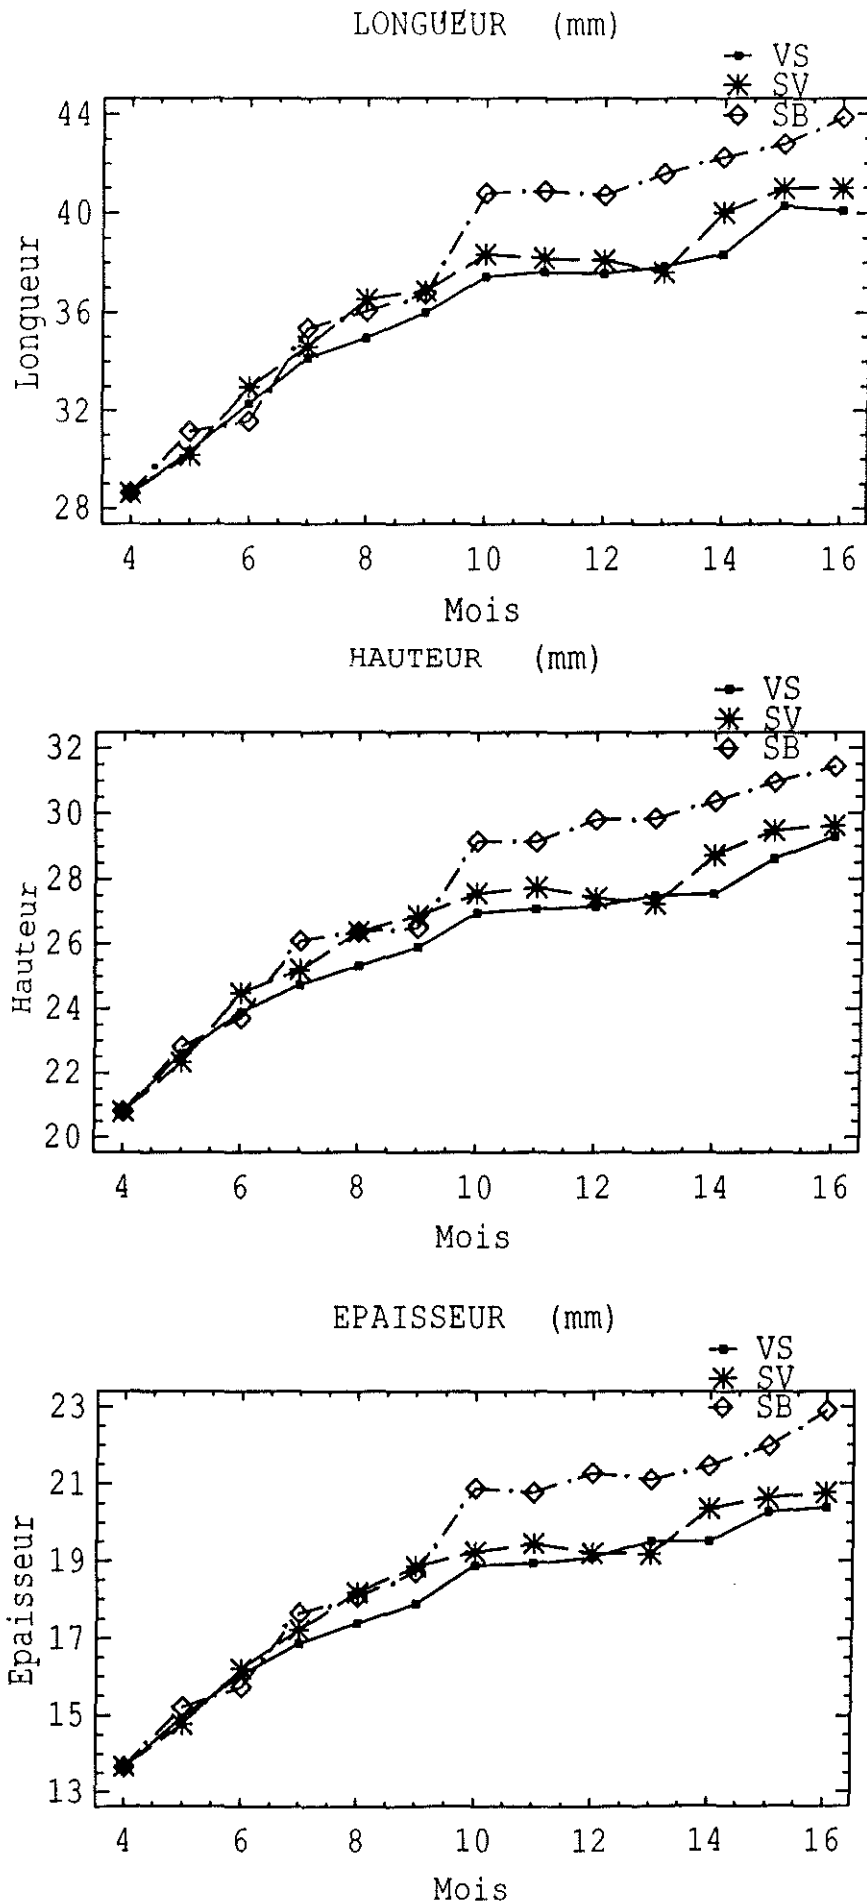 LONGUEUR (mm)
VS
SV
SB
44
40
36
32
28
Longueur
4 6 8 10 12 14 16
Mois
HAUTEUR (mm)
VS
SV
SB
32
30
28
26
24
22
20
Hauteur
4 6 8 10 12 14 16
Mois
EPAISSEUR (mm)
VS
SV
SB
23
21
19
17
15
13
Epaisseur
4 6 8 10 12 14 16
Mois